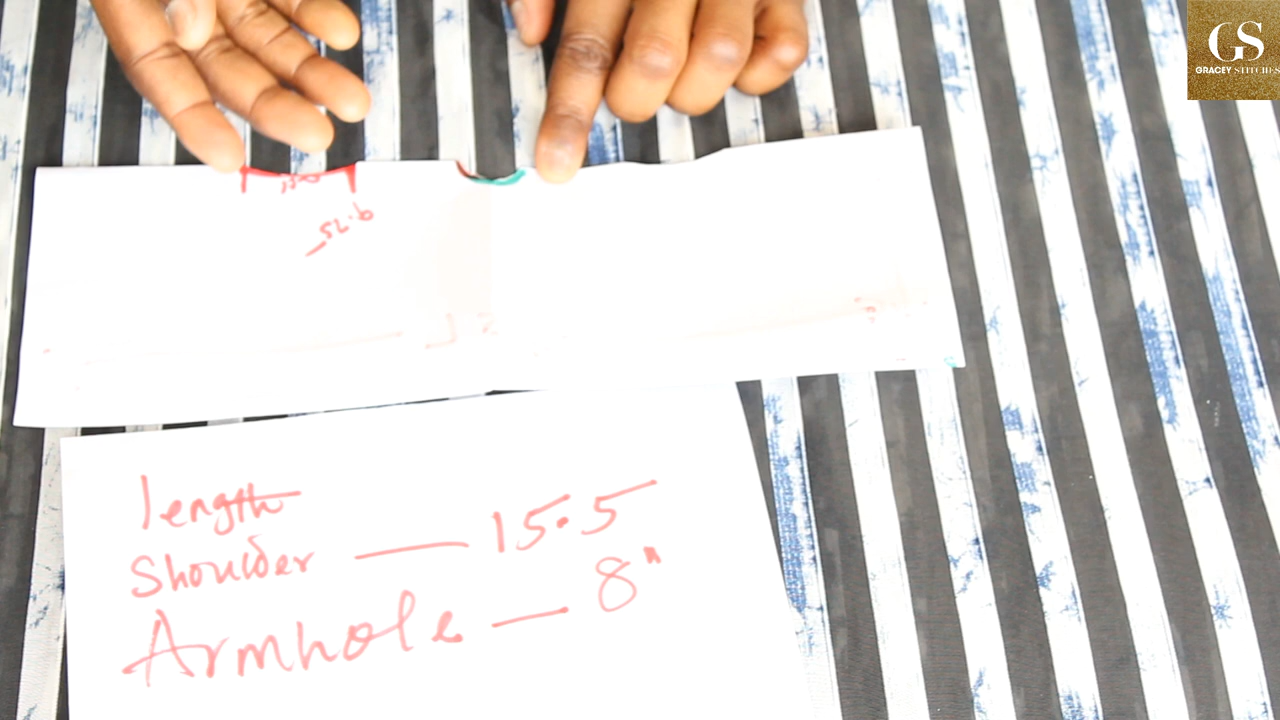 GS
GRACEY STITCHES
length
Shoulder — 15.5
Armhole — 8"